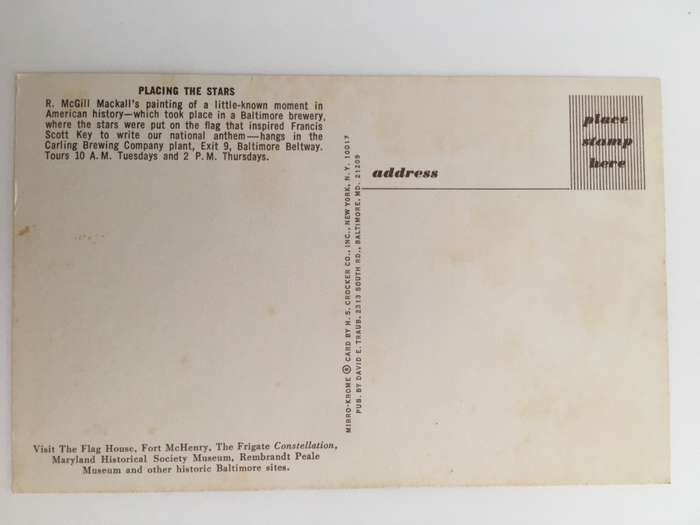 PLACING THE STARS
R. McGill Mackall's painting of a little-known moment in
American history—which took place in a Baltimore brewery,
where the stars were put on the flag that inspired Francis
Scott Key to write our national anthem—hangs in the
Carling Brewing Company plant, Exit 9, Baltimore Beltway.
Tours 10 A.M. Tuesdays and 2 P.M. Thursdays.
Visit The Flag House, Fort McHenry, The Frigate Constellation,
Maryland Historical Society Museum, Rembrandt Peale
Museum and other historic Baltimore sites.
MIRRO-KROME ® CARD BY H. S. CROCKER CO., INC., NEW YORK, N. Y. 10017
PUB. BY DAVID E. TRAUB, 2313 SOUTH RD., BALTIMORE, MD. 21209
place
stamp
here
address